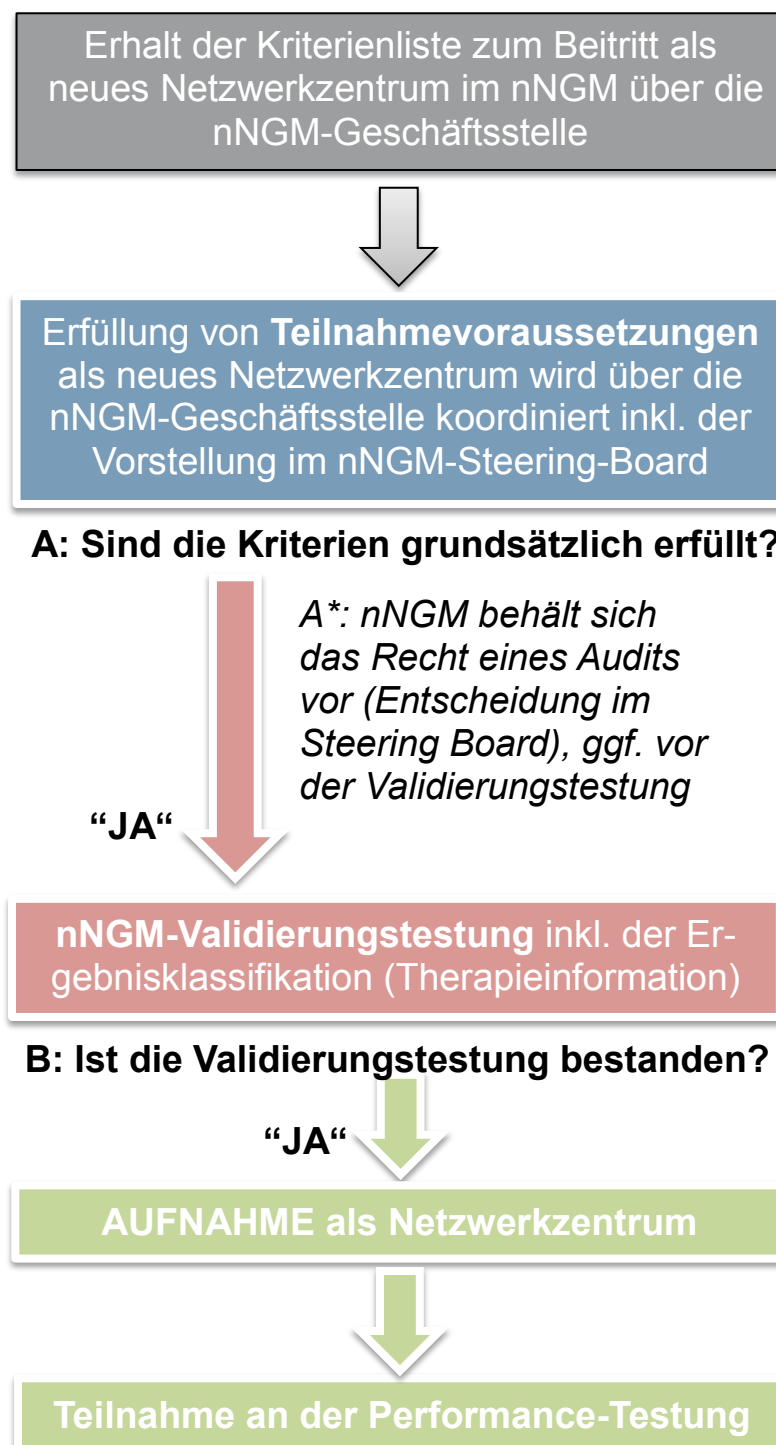 Erhalt der Kriterienliste zum Beitritt als
neues Netzwerkzentrum im nNGM über die
nNGM-Geschäftsstelle
Erfüllung von Teilnahmevoraussetzungen
als neues Netzwerkzentrum wird über die
nNGM-Geschäftsstelle koordiniert inkl. der
Vorstellung im nNGM-Steering-Board
A: Sind die Kriterien grundsätzlich erfüllt?
A*: nNGM behält sich
das Recht eines Audits
vor (Entscheidung im
Steering Board), ggf. vor
der Validierungstestung
“JA“
nNGM-Validierungstestung inkl. der Er-
gebnisklassifikation (Therapieinformation)
B: Ist die Validierungstestung bestanden?
“JA“
AUFNAHME als Netzwerkzentrum
Teilnahme an der Performance-Testung